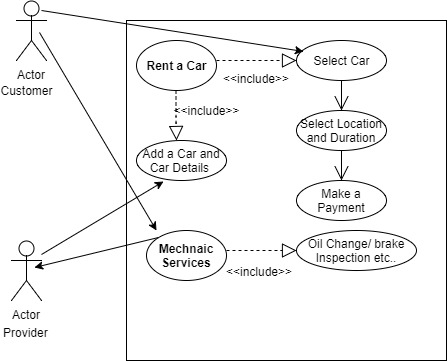 Rent a Car
<<include>>
Select Car
Actor
Customer
<<include>>
Select Location
and Duration
Add a Car and
Car Details
Make a
Payment
Mechnaic
Services
<<include>>
Oil Change/ brake
Inspection etc..
Actor
Provider